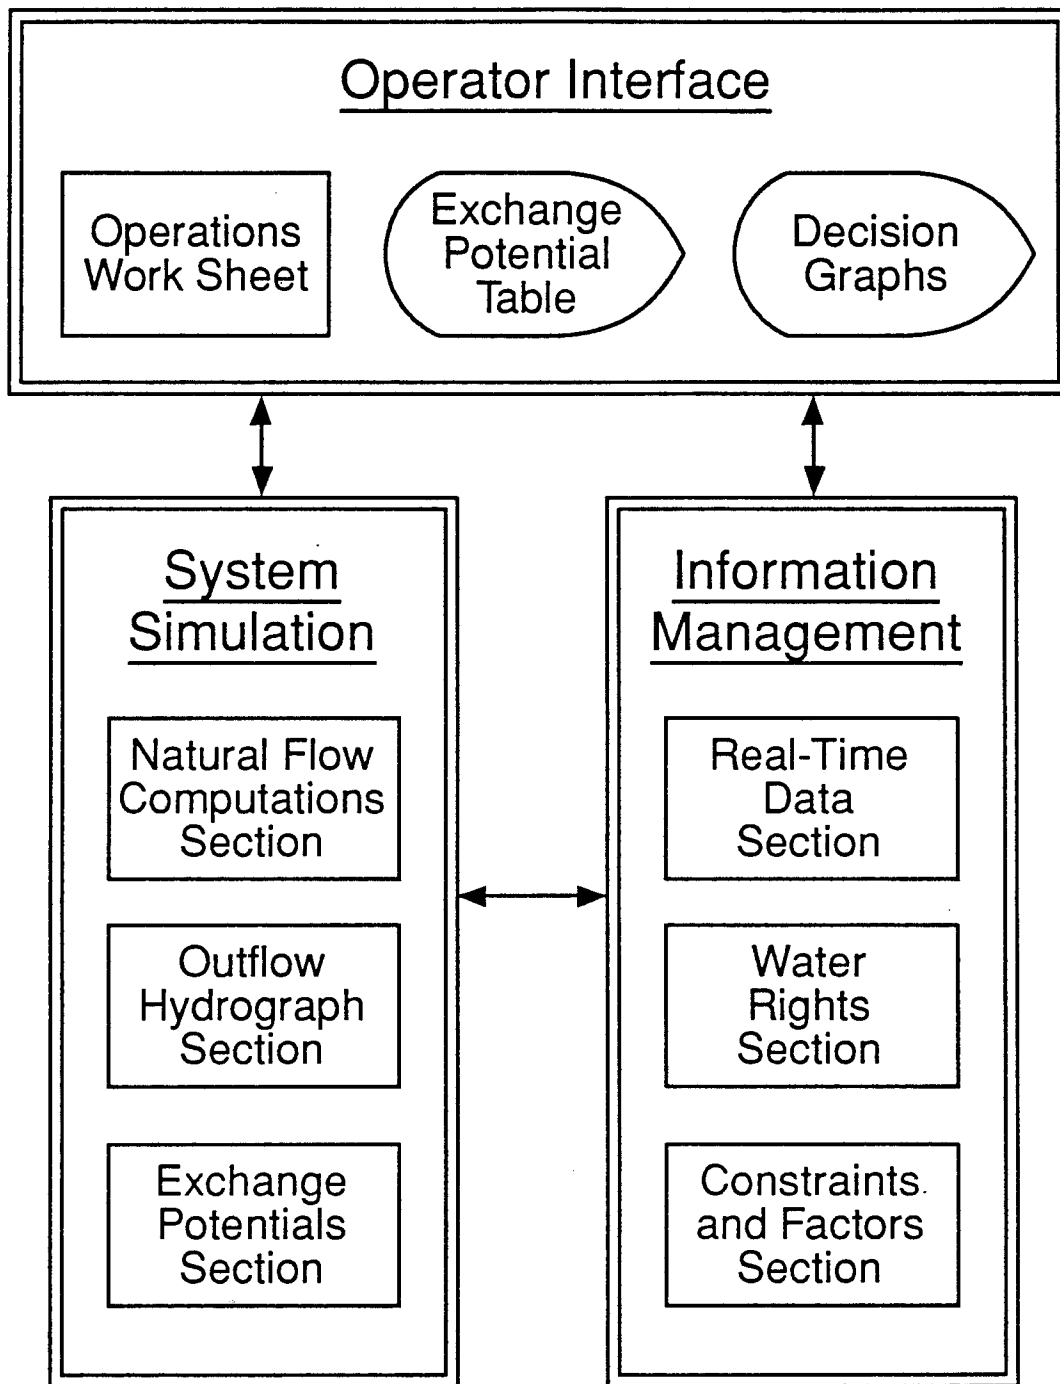 Operator Interface
Operations
Work Sheet
Exchange
Potential
Table
Decision
Graphs
System
Simulation
Natural Flow
Computations
Section
Outflow
Hydrograph
Section
Exchange
Potentials
Section
Information
Management
Real-Time
Data
Section
Water
Rights
Section
Constraints
and Factors
Section